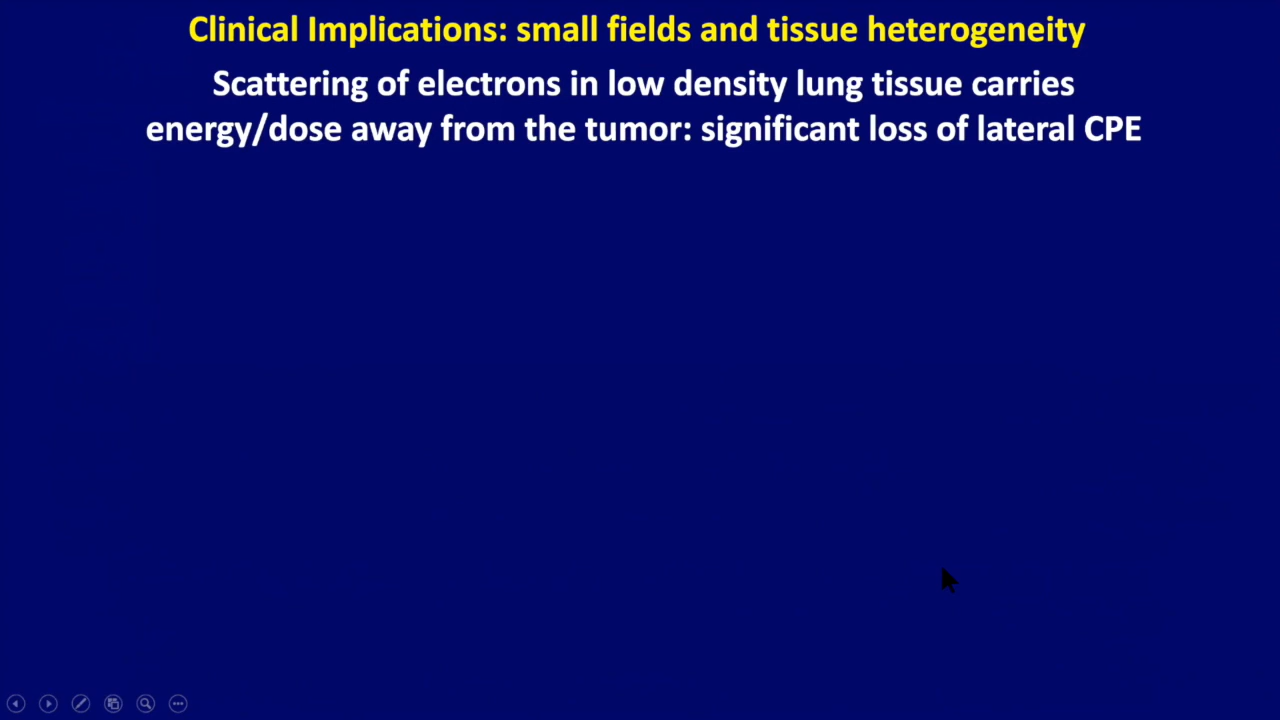 Clinical Implications: small fields and tissue heterogeneity
Scattering of electrons in low density lung tissue carries
energy/dose away from the tumor: significant loss of lateral CPE